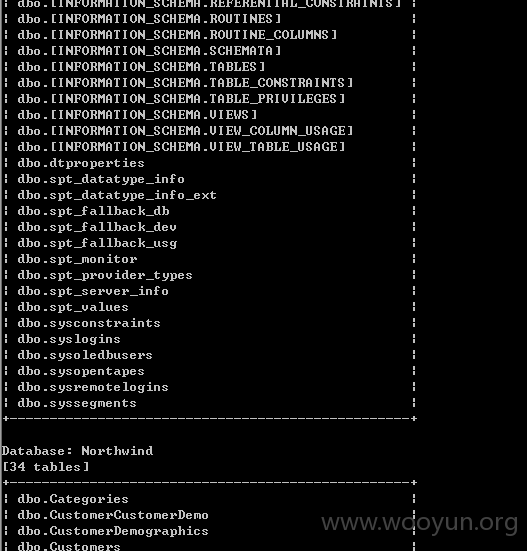 | dbo.[INFORMATION_SCHEMA.REFERENTIAL_CONSTRAINTS] |
| dbo.[INFORMATION_SCHEMA.ROUTINES] |
| dbo.[INFORMATION_SCHEMA.ROUTINE_COLUMNS] |
| dbo.[INFORMATION_SCHEMA.SCHEMATA] |
| dbo.[INFORMATION_SCHEMA.TABLES] |
| dbo.[INFORMATION_SCHEMA.TABLE_CONSTRAINTS] |
| dbo.[INFORMATION_SCHEMA.TABLE_PRIVILEGES] |
| dbo.[INFORMATION_SCHEMA.VIEWS] |
| dbo.[INFORMATION_SCHEMA.VIEW_COLUMN_USAGE] |
| dbo.[INFORMATION_SCHEMA.VIEW_TABLE_USAGE] |
| dbo.dtproperties |
| dbo.spt_datatype_info |
| dbo.spt_datatype_info_ext |
| dbo.spt_fallback_db |
| dbo.spt_fallback_dev |
| dbo.spt_fallback_usg |
| dbo.spt_monitor |
| dbo.spt_provider_types |
| dbo.spt_server_info |
| dbo.spt_values |
| dbo.sysconstraints |
| dbo.syslogins |
| dbo.sysoledbusers |
| dbo.sysopentapes |
| dbo.sysremotelogins |
| dbo.syssegments |
+--------------------------------------------------+
Database: Northwind
[34 tables]
+--------------------------------------------------+
| dbo.Categories |
| dbo.CustomerCustomerDemo |
| dbo.CustomerDemographics |
| dbo.Customers |
www.wooyun.org